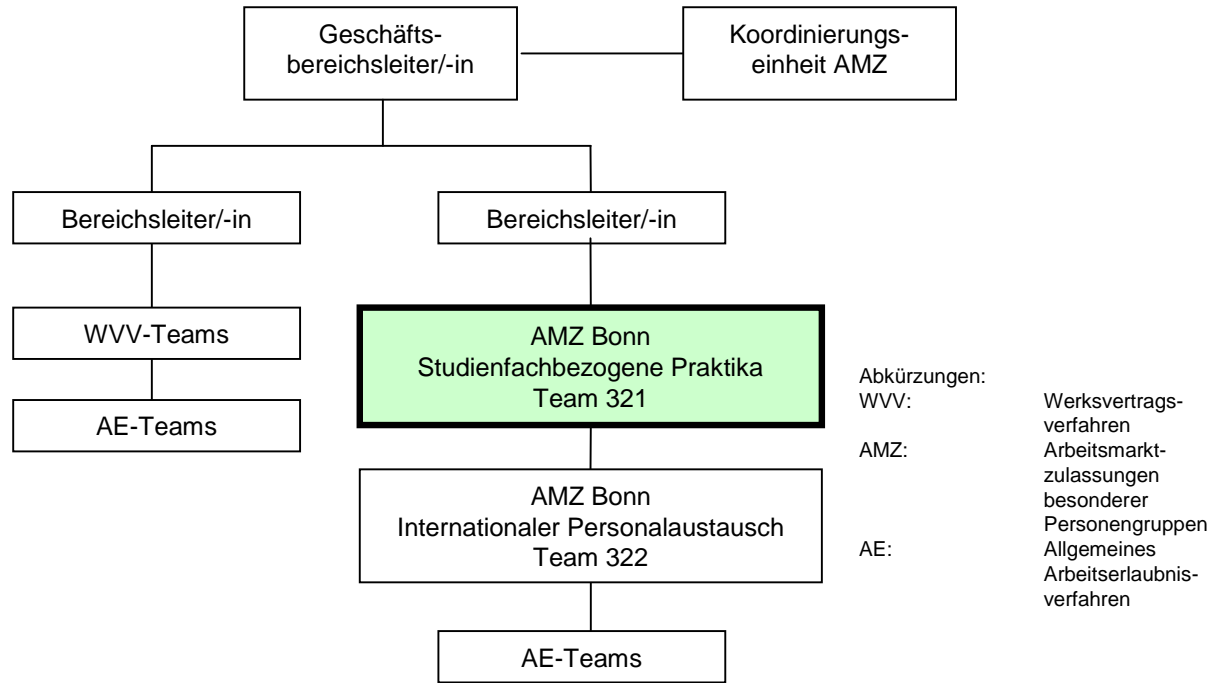 Geschäfts-
bereichsleiter/-in
Koordinierungs-
einheit AMZ
Bereichsleiter/-in
Bereichsleiter/-in
WVV-Teams
AE-Teams
AMZ Bonn
Studienfachbezogene Praktika
Team 321
AMZ Bonn
Internationaler Personalaustausch
Team 322
AE-Teams
Abkürzungen:
WVV: Werksvertrags-
verfahren
AMZ: Arbeitsmarkt-
zulassungen
besonderer
Personengruppen
AE: Allgemeines
Arbeitserlaubnis-
verfahren